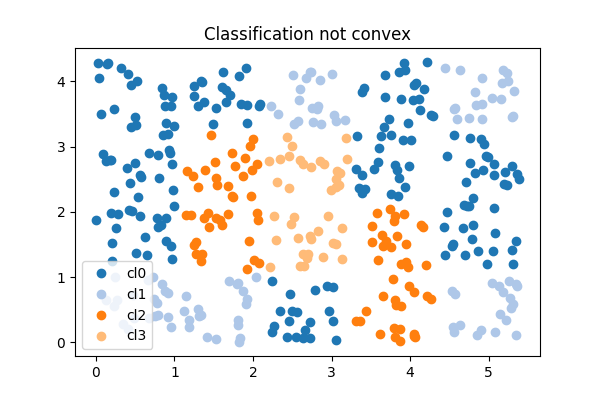 Classification not convex
4
3
2
1
0
cl0
cl1
cl2
cl3
0 1 2 3 4 5